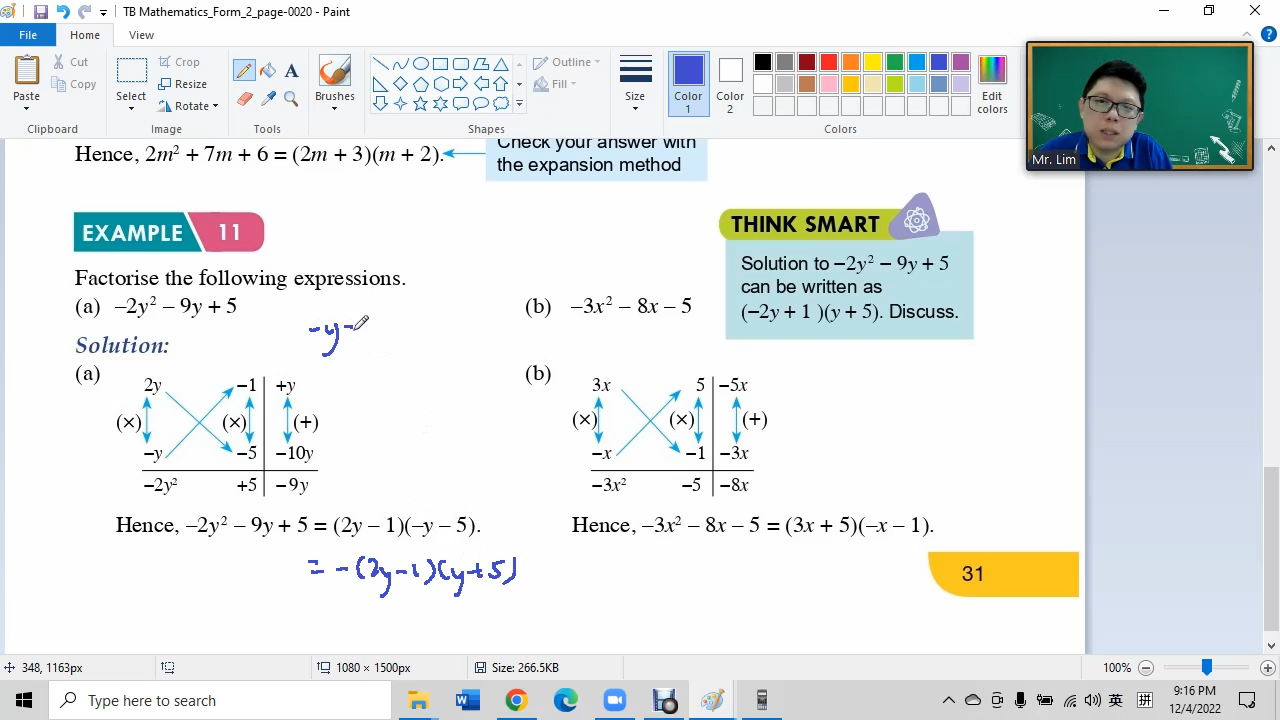 TB Mathematics_Form_2_page-0020 - Paint
File Home View
Paste Cut Copy Clipboard
Select Crop Resize Rotate Image
Tools
Brushes
Outline Fill Shapes
Size
Color 1 Color 2 Edit colors Colors
Mr. Lim
Hence, 2m² + 7m + 6 = (2m + 3)(m + 2).
Check your answer with
the expansion method
EXAMPLE 11
Factorise the following expressions.
(a) –2y² – 9y + 5
(b) –3x² – 8x – 5
THINK SMART
Solution to –2y² – 9y + 5
can be written as
(–2y + 1 )(y + 5). Discuss.
-y-
Solution:
(a)
2y –1 +y
(×) (×) (+)
–y –5 –10y
–2y² +5 –9y
Hence, –2y² – 9y + 5 = (2y – 1)(–y – 5).
= -(2y-1)(y+5)
(b)
3x 5 –5x
(×) (×) (+)
–x –1 –3x
–3x² –5 –8x
Hence, –3x² – 8x – 5 = (3x + 5)(–x – 1).
31
348, 1163px
1080 × 1500px
Size: 266.5KB
100%
Type here to search
英 拼
9:16 PM
12/4/2022